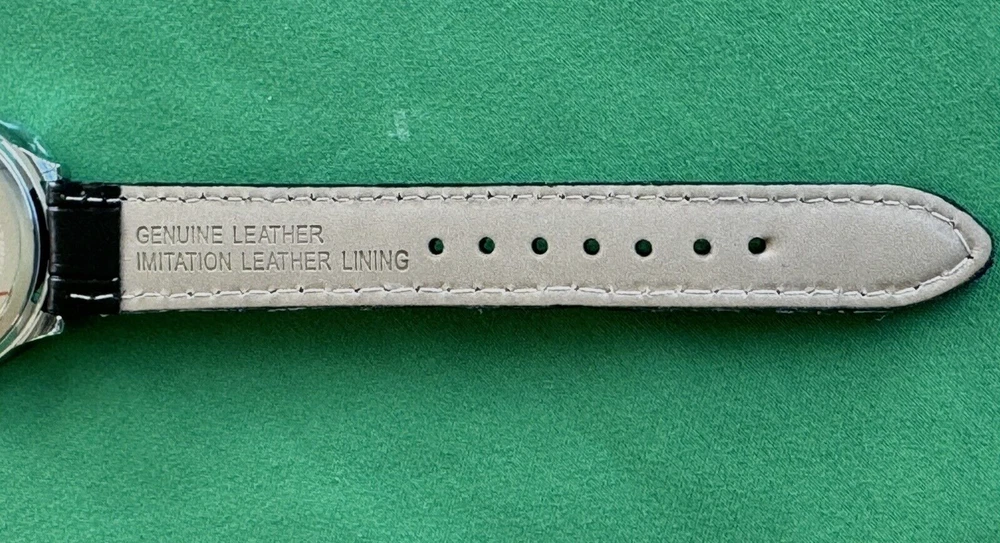 GENUINE LEATHER
IMITATION LEATHER LINING